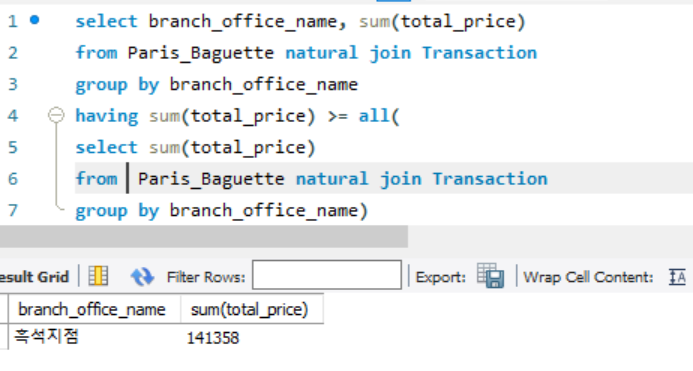 1 select branch_office_name, sum(total_price)
2 from Paris_Baguette natural join Transaction
3 group by branch_office_name
4 having sum(total_price) >= all(
5 select sum(total_price)
6 from Paris_Baguette natural join Transaction
7 group by branch_office_name)
esult Grid Filter Rows: Export: Wrap Cell Content: IA
branch_office_name sum(total_price)
흑석지점 141358